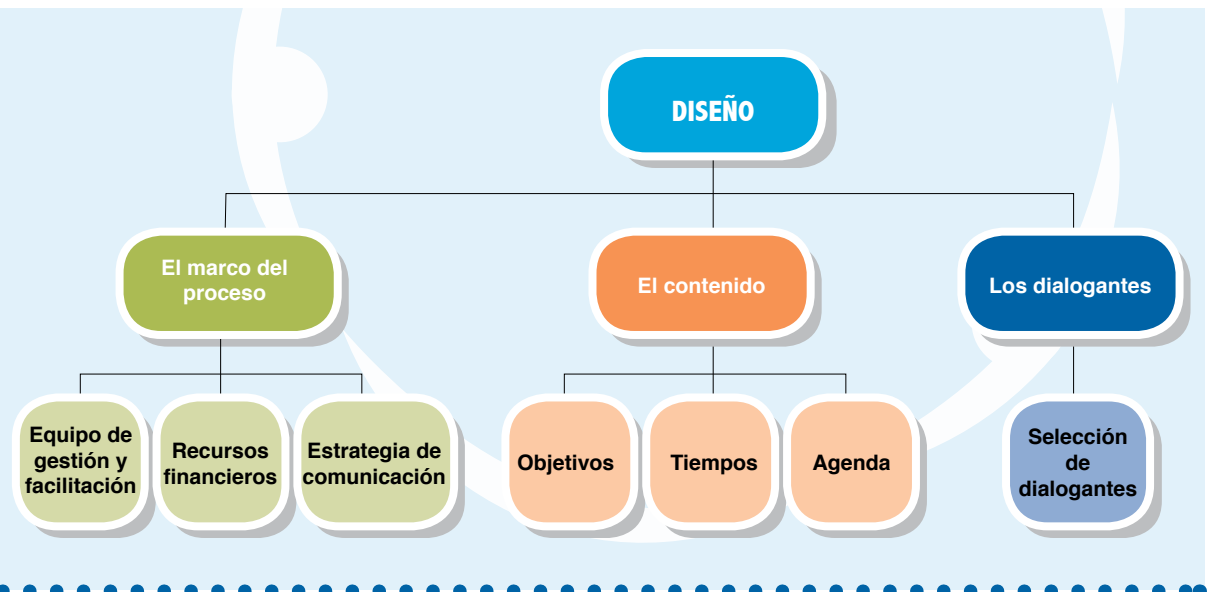 DISEÑO
El marco del
proceso
El contenido
Los dialogantes
Equipo de
gestión y
facilitación
Recursos
financieros
Estrategia de
comunicación
Objetivos
Tiempos
Agenda
Selección
de
dialogantes